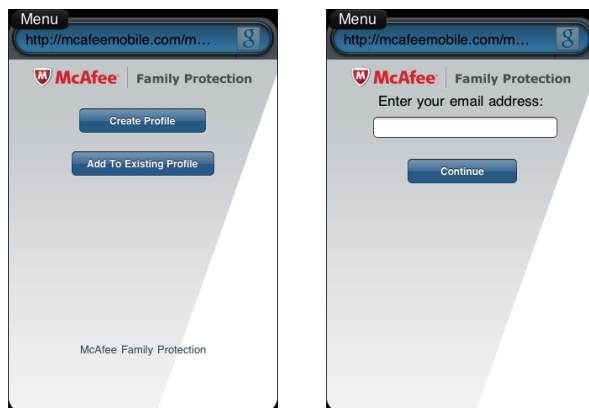 Menu
http://mcafeemobile.com/m...
McAfee Family Protection
Create Profile
Add To Existing Profile
McAfee Family Protection
Menu
http://mcafeemobile.com/m...
McAfee Family Protection
Enter your email address:
Continue